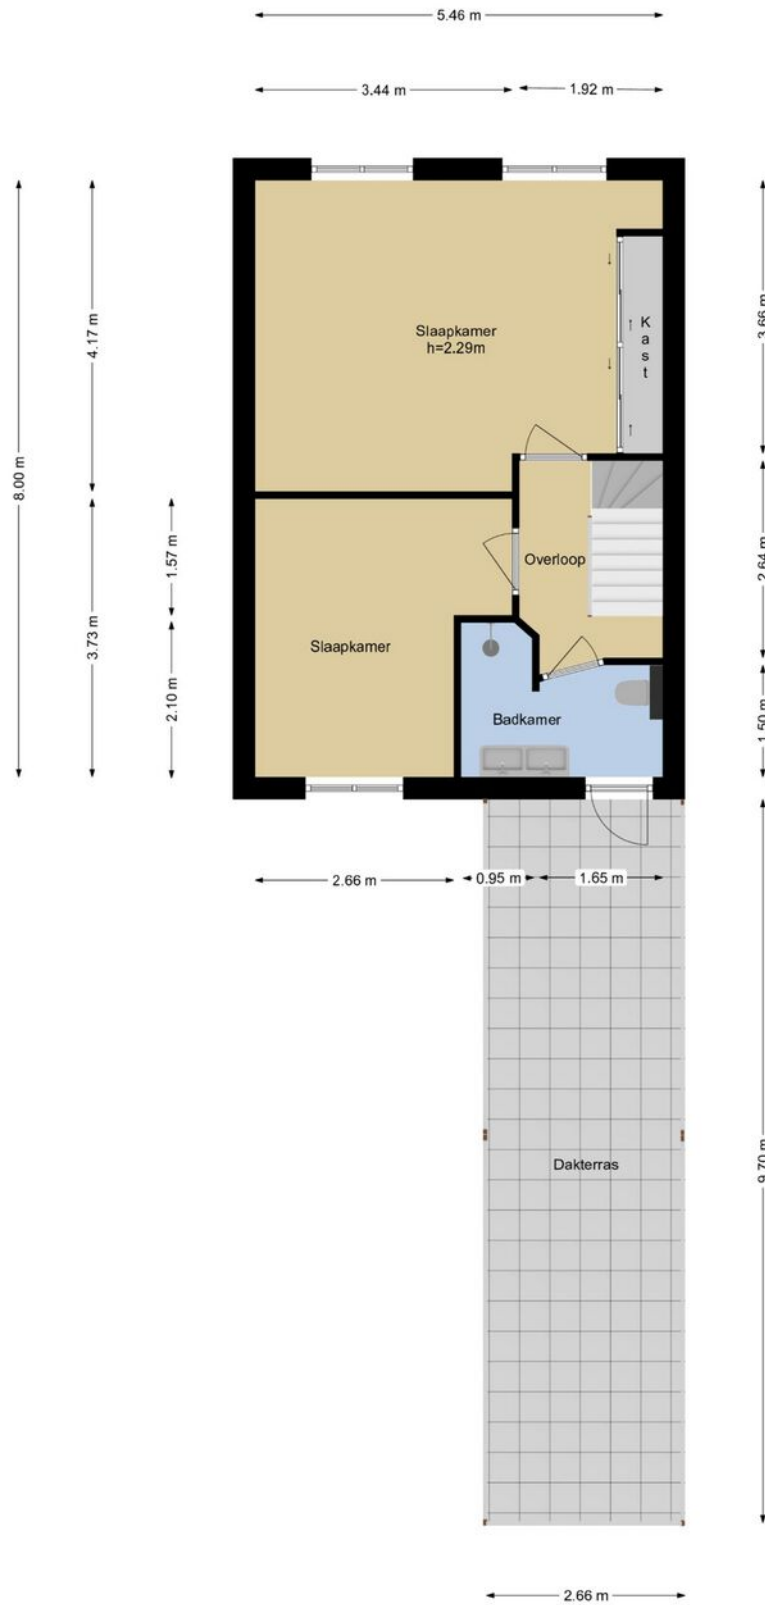 5.46 m
3.44 m
1.92 m
8.00 m
4.17 m
3.73 m
1.57 m
2.10 m
Slaapkamer
h=2.29m
Kast
3.66 m
Overloop
2.64 m
Slaapkamer
Badkamer
1.50 m
2.66 m
0.95 m
1.65 m
Dakterras
9.70 m
2.66 m